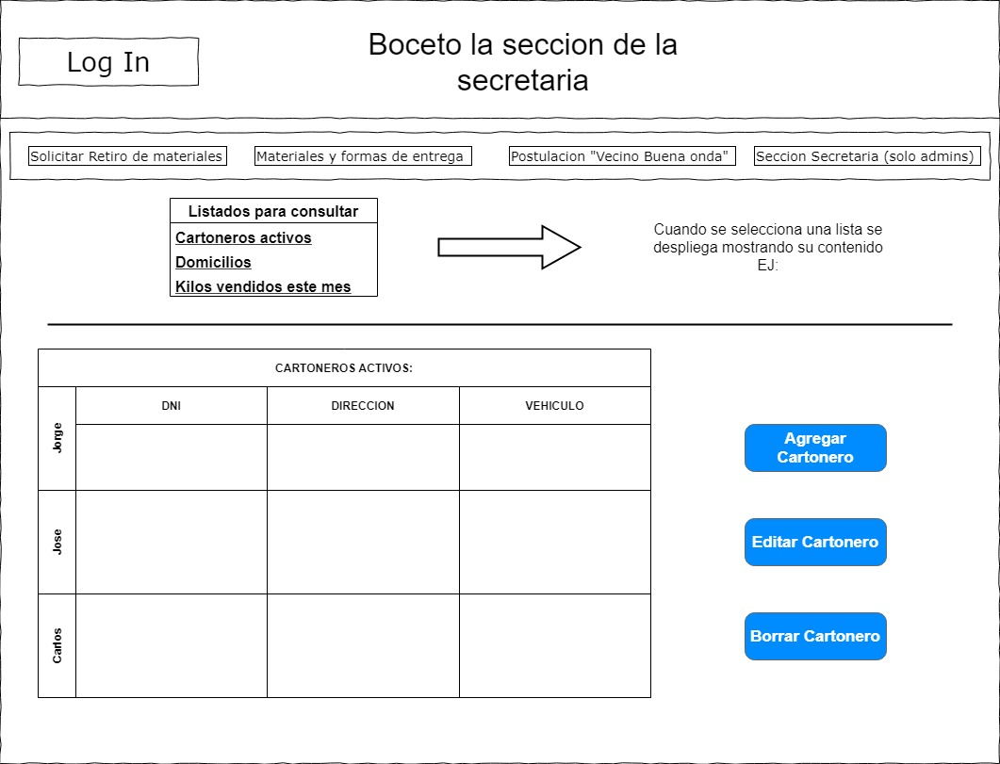 Log In
Boceto la seccion de la
secretaria
Solicitar Retiro de materiales
Materiales y formas de entrega
Postulacion "Vecino Buena onda"
Seccion Secretaria (solo admins)
Listados para consultar
Cartoneros activos
Domicilios
Kilos vendidos este mes
Cuando se selecciona una lista se
despliega mostrando su contenido
EJ:
CARTONEROS ACTIVOS:
DNI
DIRECCION
VEHICULO
Jorge
Jose
Carlos
Agregar
Cartonero
Editar Cartonero
Borrar Cartonero